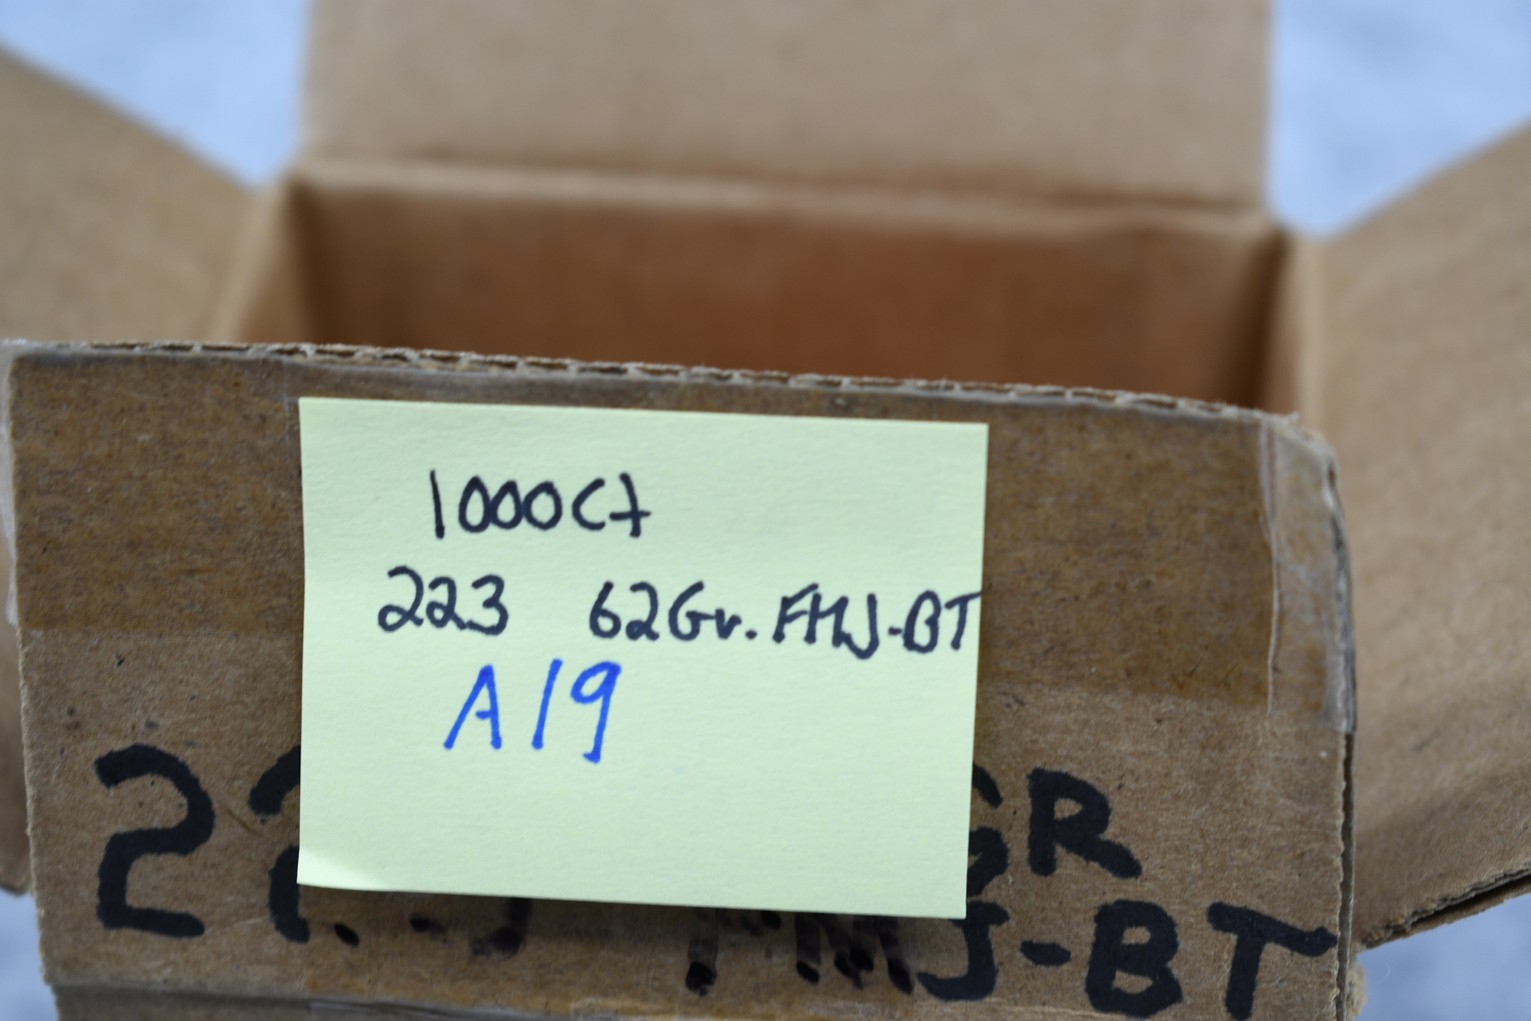 1000ct
223 62Gr. FMJ-BT
A19
GR
J-BT